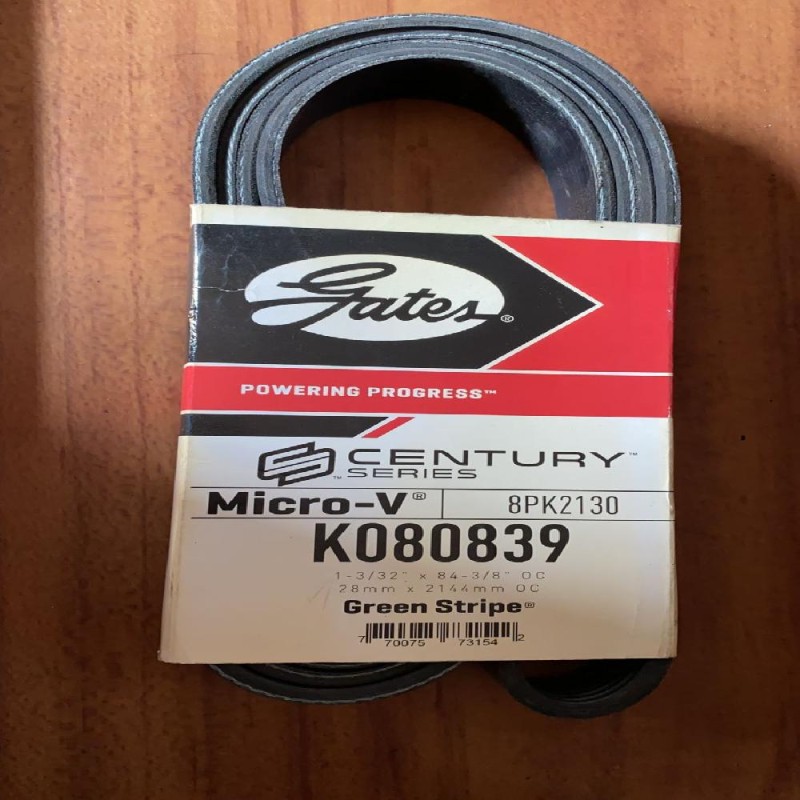 Gates®
POWERING PROGRESS™
CENTURY™
SERIES
Micro-V® 8PK2130
K080839
1-3/32" x 84-3/8" OC
28mm x 2144mm OC
Green Stripe®
7 70075 73154 2